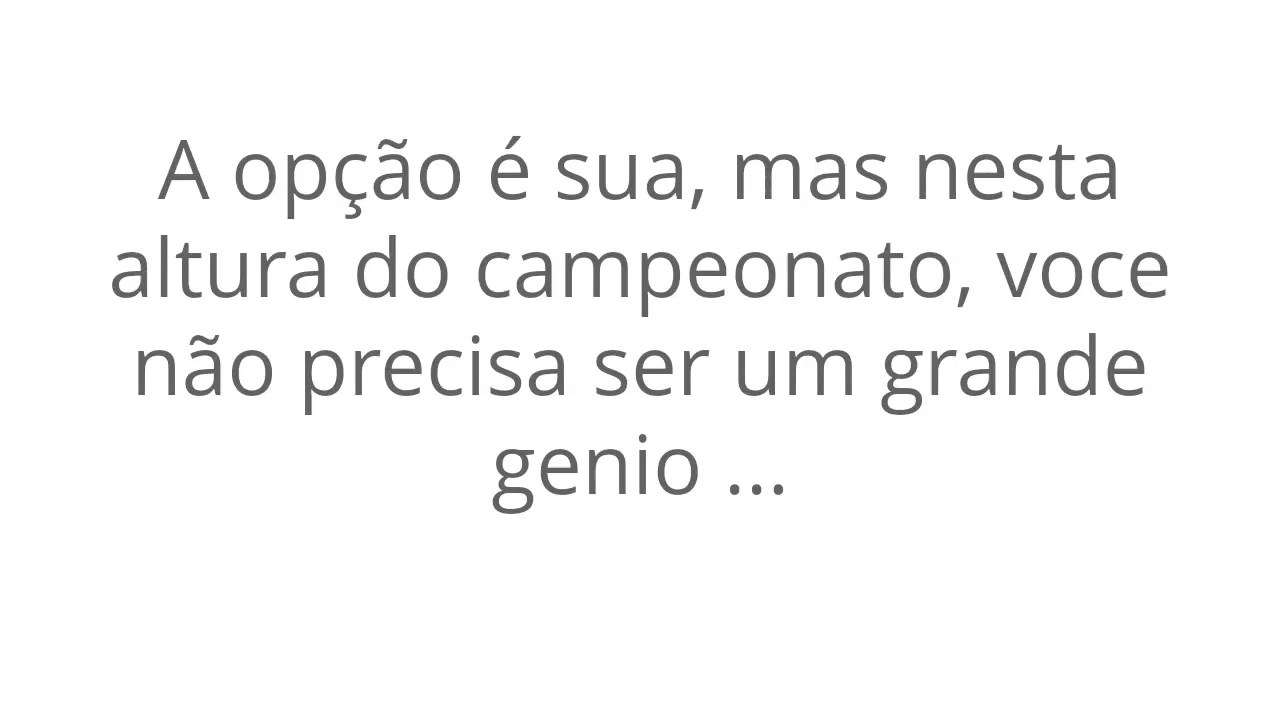 A opção é sua, mas nesta
altura do campeonato, voce
não precisa ser um grande
genio ...